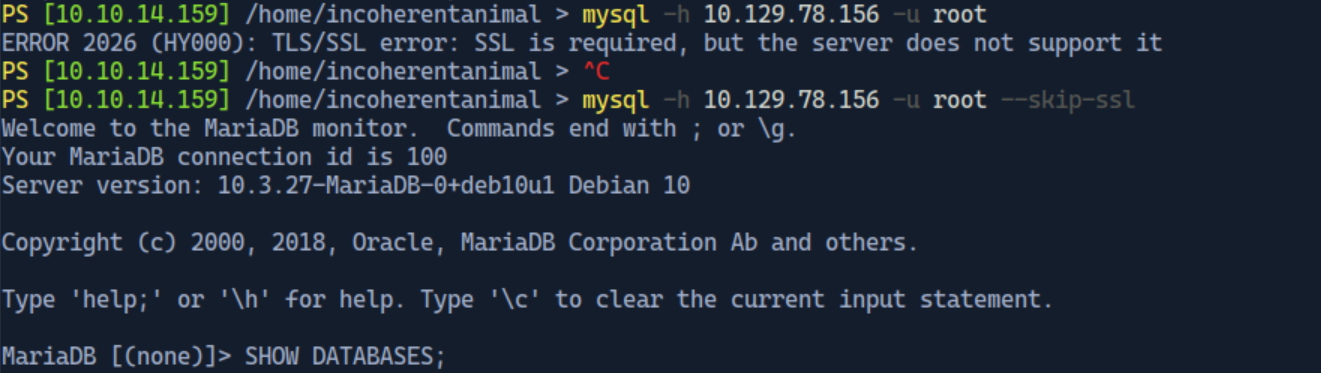 PS [10.10.14.159] /home/incoherentanimal > mysql -h 10.129.78.156 -u root
ERROR 2026 (HY000): TLS/SSL error: SSL is required, but the server does not support it
PS [10.10.14.159] /home/incoherentanimal > ^C
PS [10.10.14.159] /home/incoherentanimal > mysql -h 10.129.78.156 -u root --skip-ssl
Welcome to the MariaDB monitor.  Commands end with ; or \g.
Your MariaDB connection id is 100
Server version: 10.3.27-MariaDB-0+deb10u1 Debian 10
Copyright (c) 2000, 2018, Oracle, MariaDB Corporation Ab and others.
Type 'help;' or '\h' for help. Type '\c' to clear the current input statement.
MariaDB [(none)]> SHOW DATABASES;